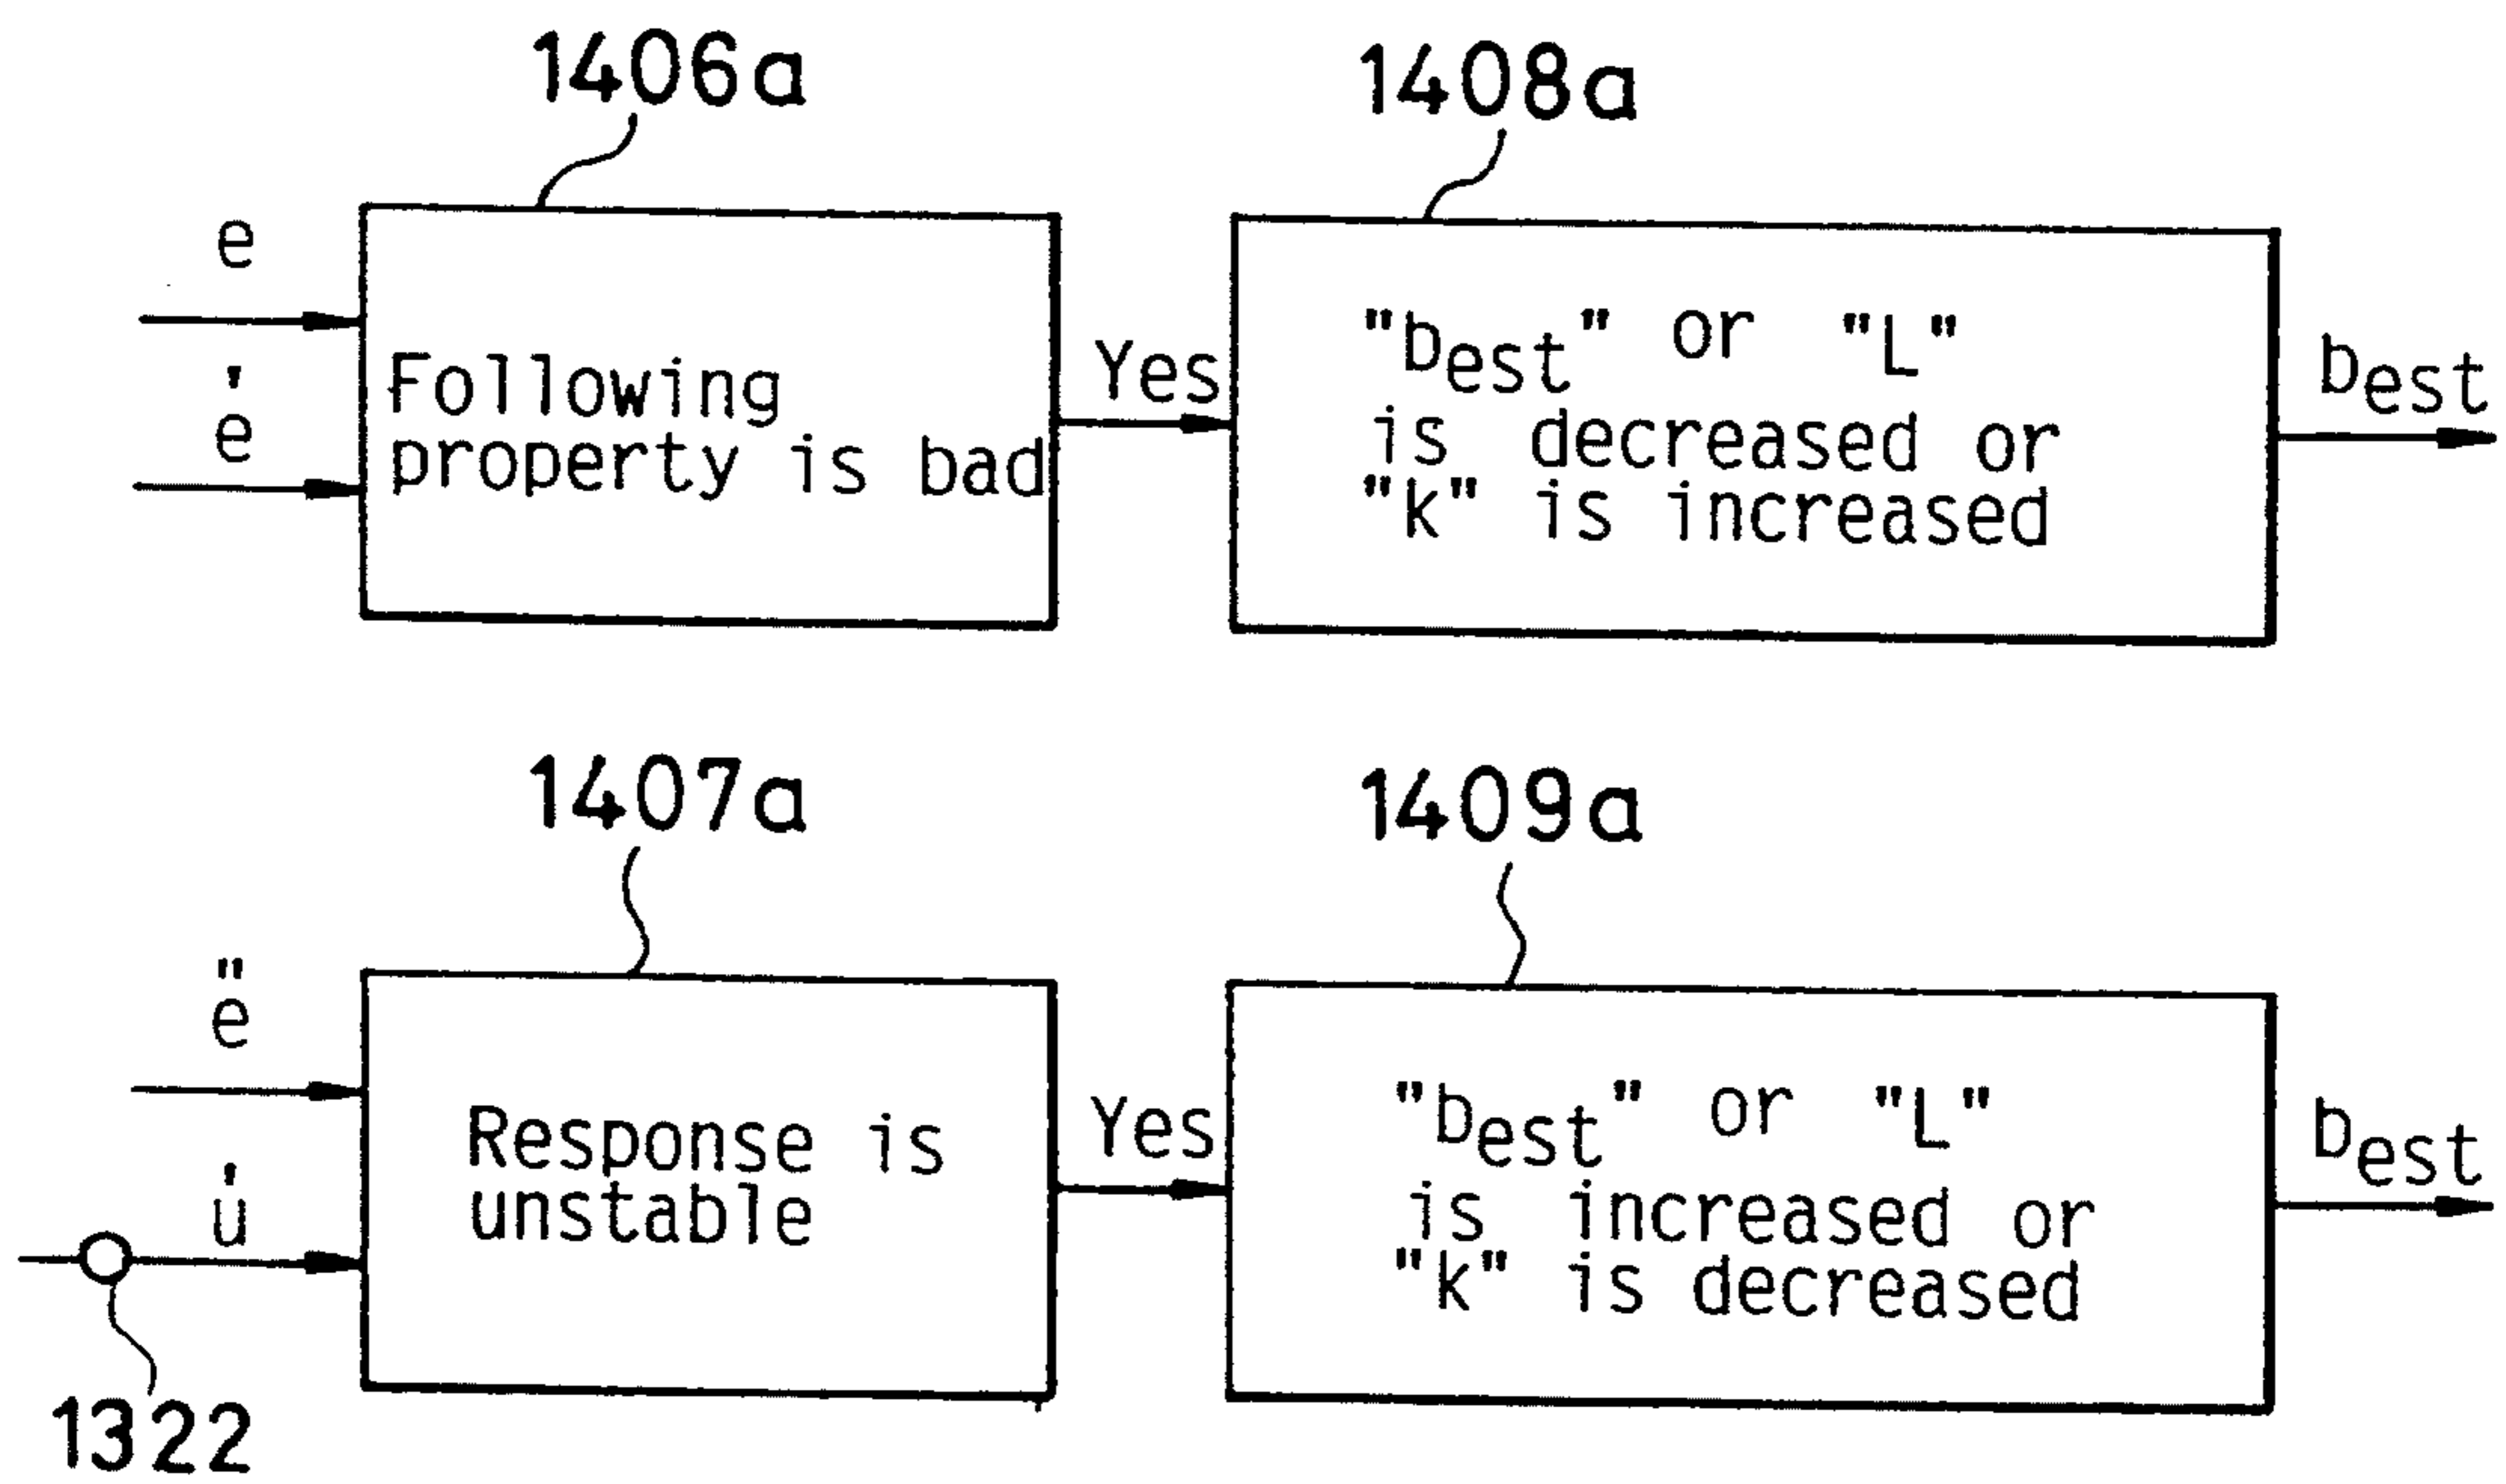 1406a
1408a
e
ė
Following
property is bad
Yes
"best" or "L"
is decreased or
"k" is increased
best
1407a
1409a
ë
u̇
Response is
unstable
Yes
"best" or "L"
is increased or
"k" is decreased
best
1322